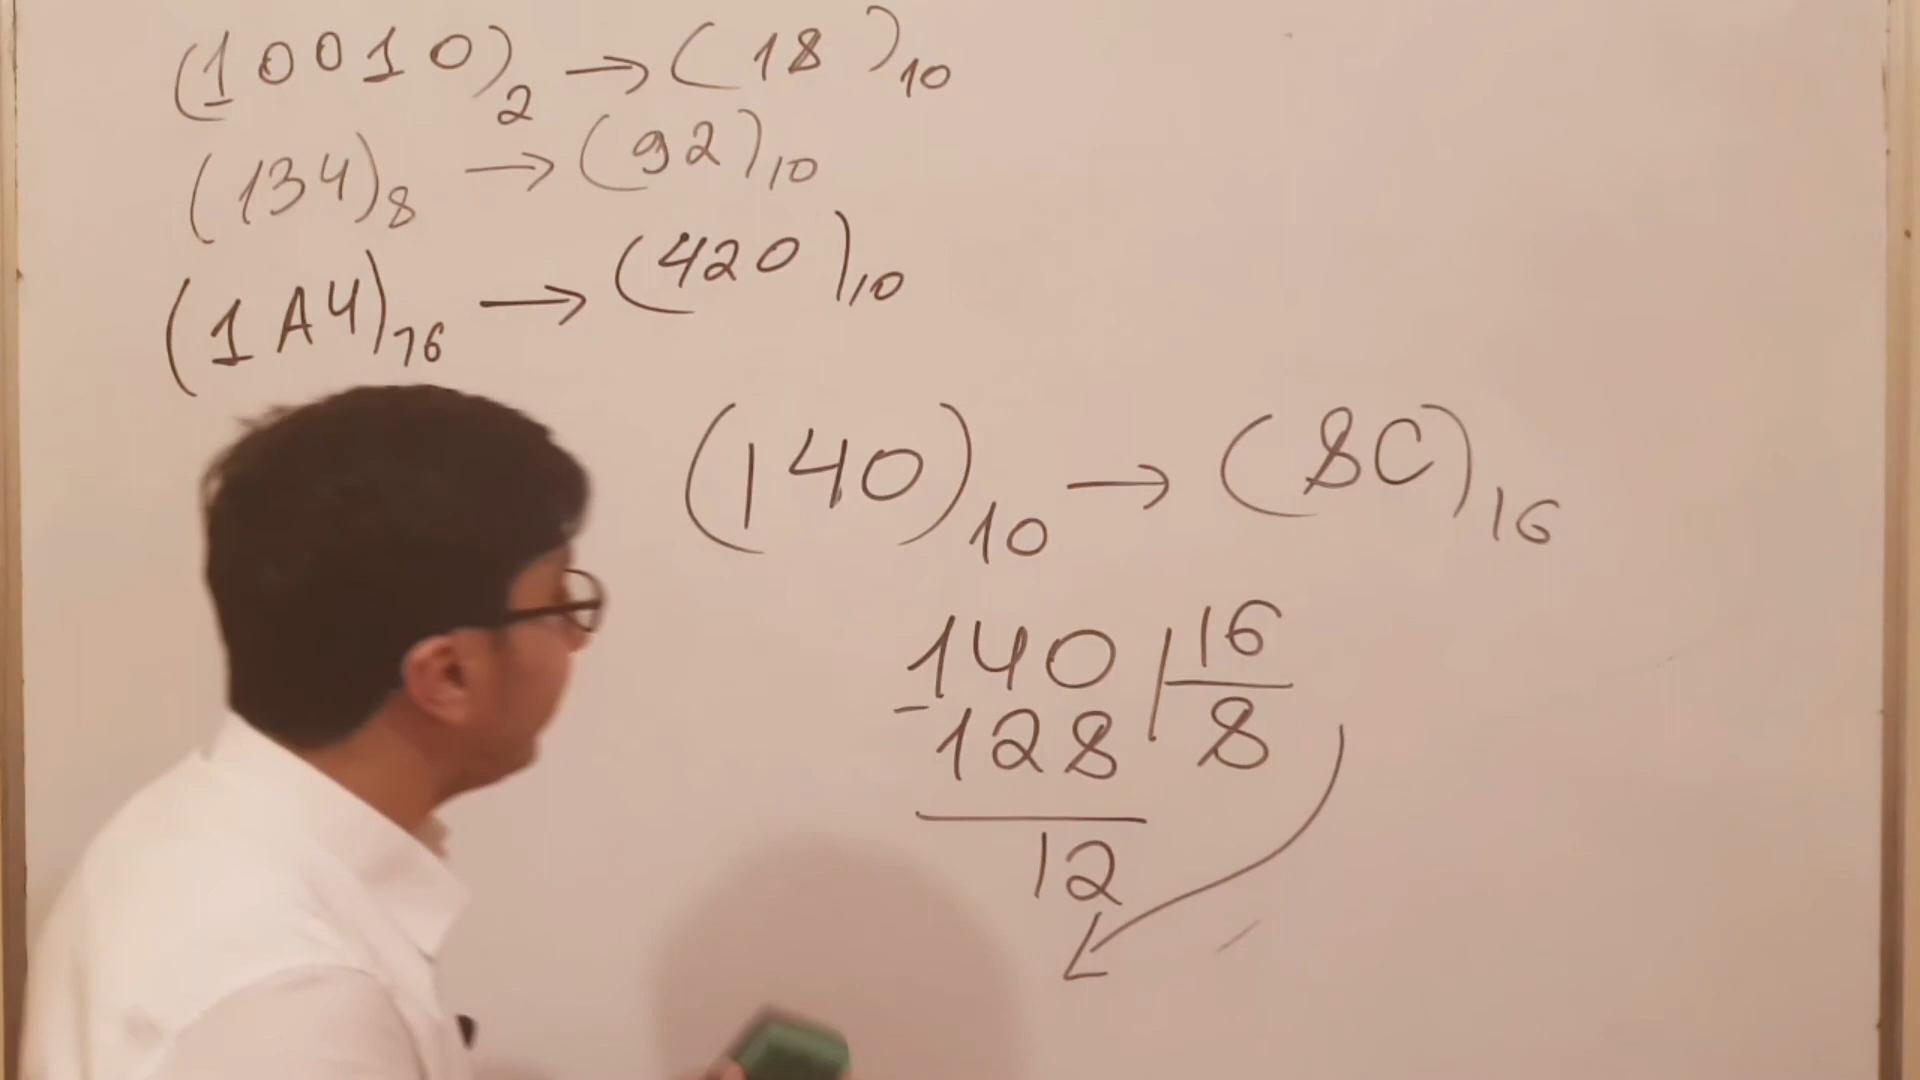 (10010)₂ → (18)₁₀
(134)₈ → (92)₁₀
(1A4)₁₆ → (420)₁₀
(140)₁₀ → (8C)₁₆
140 | 16
-128 | 8
12